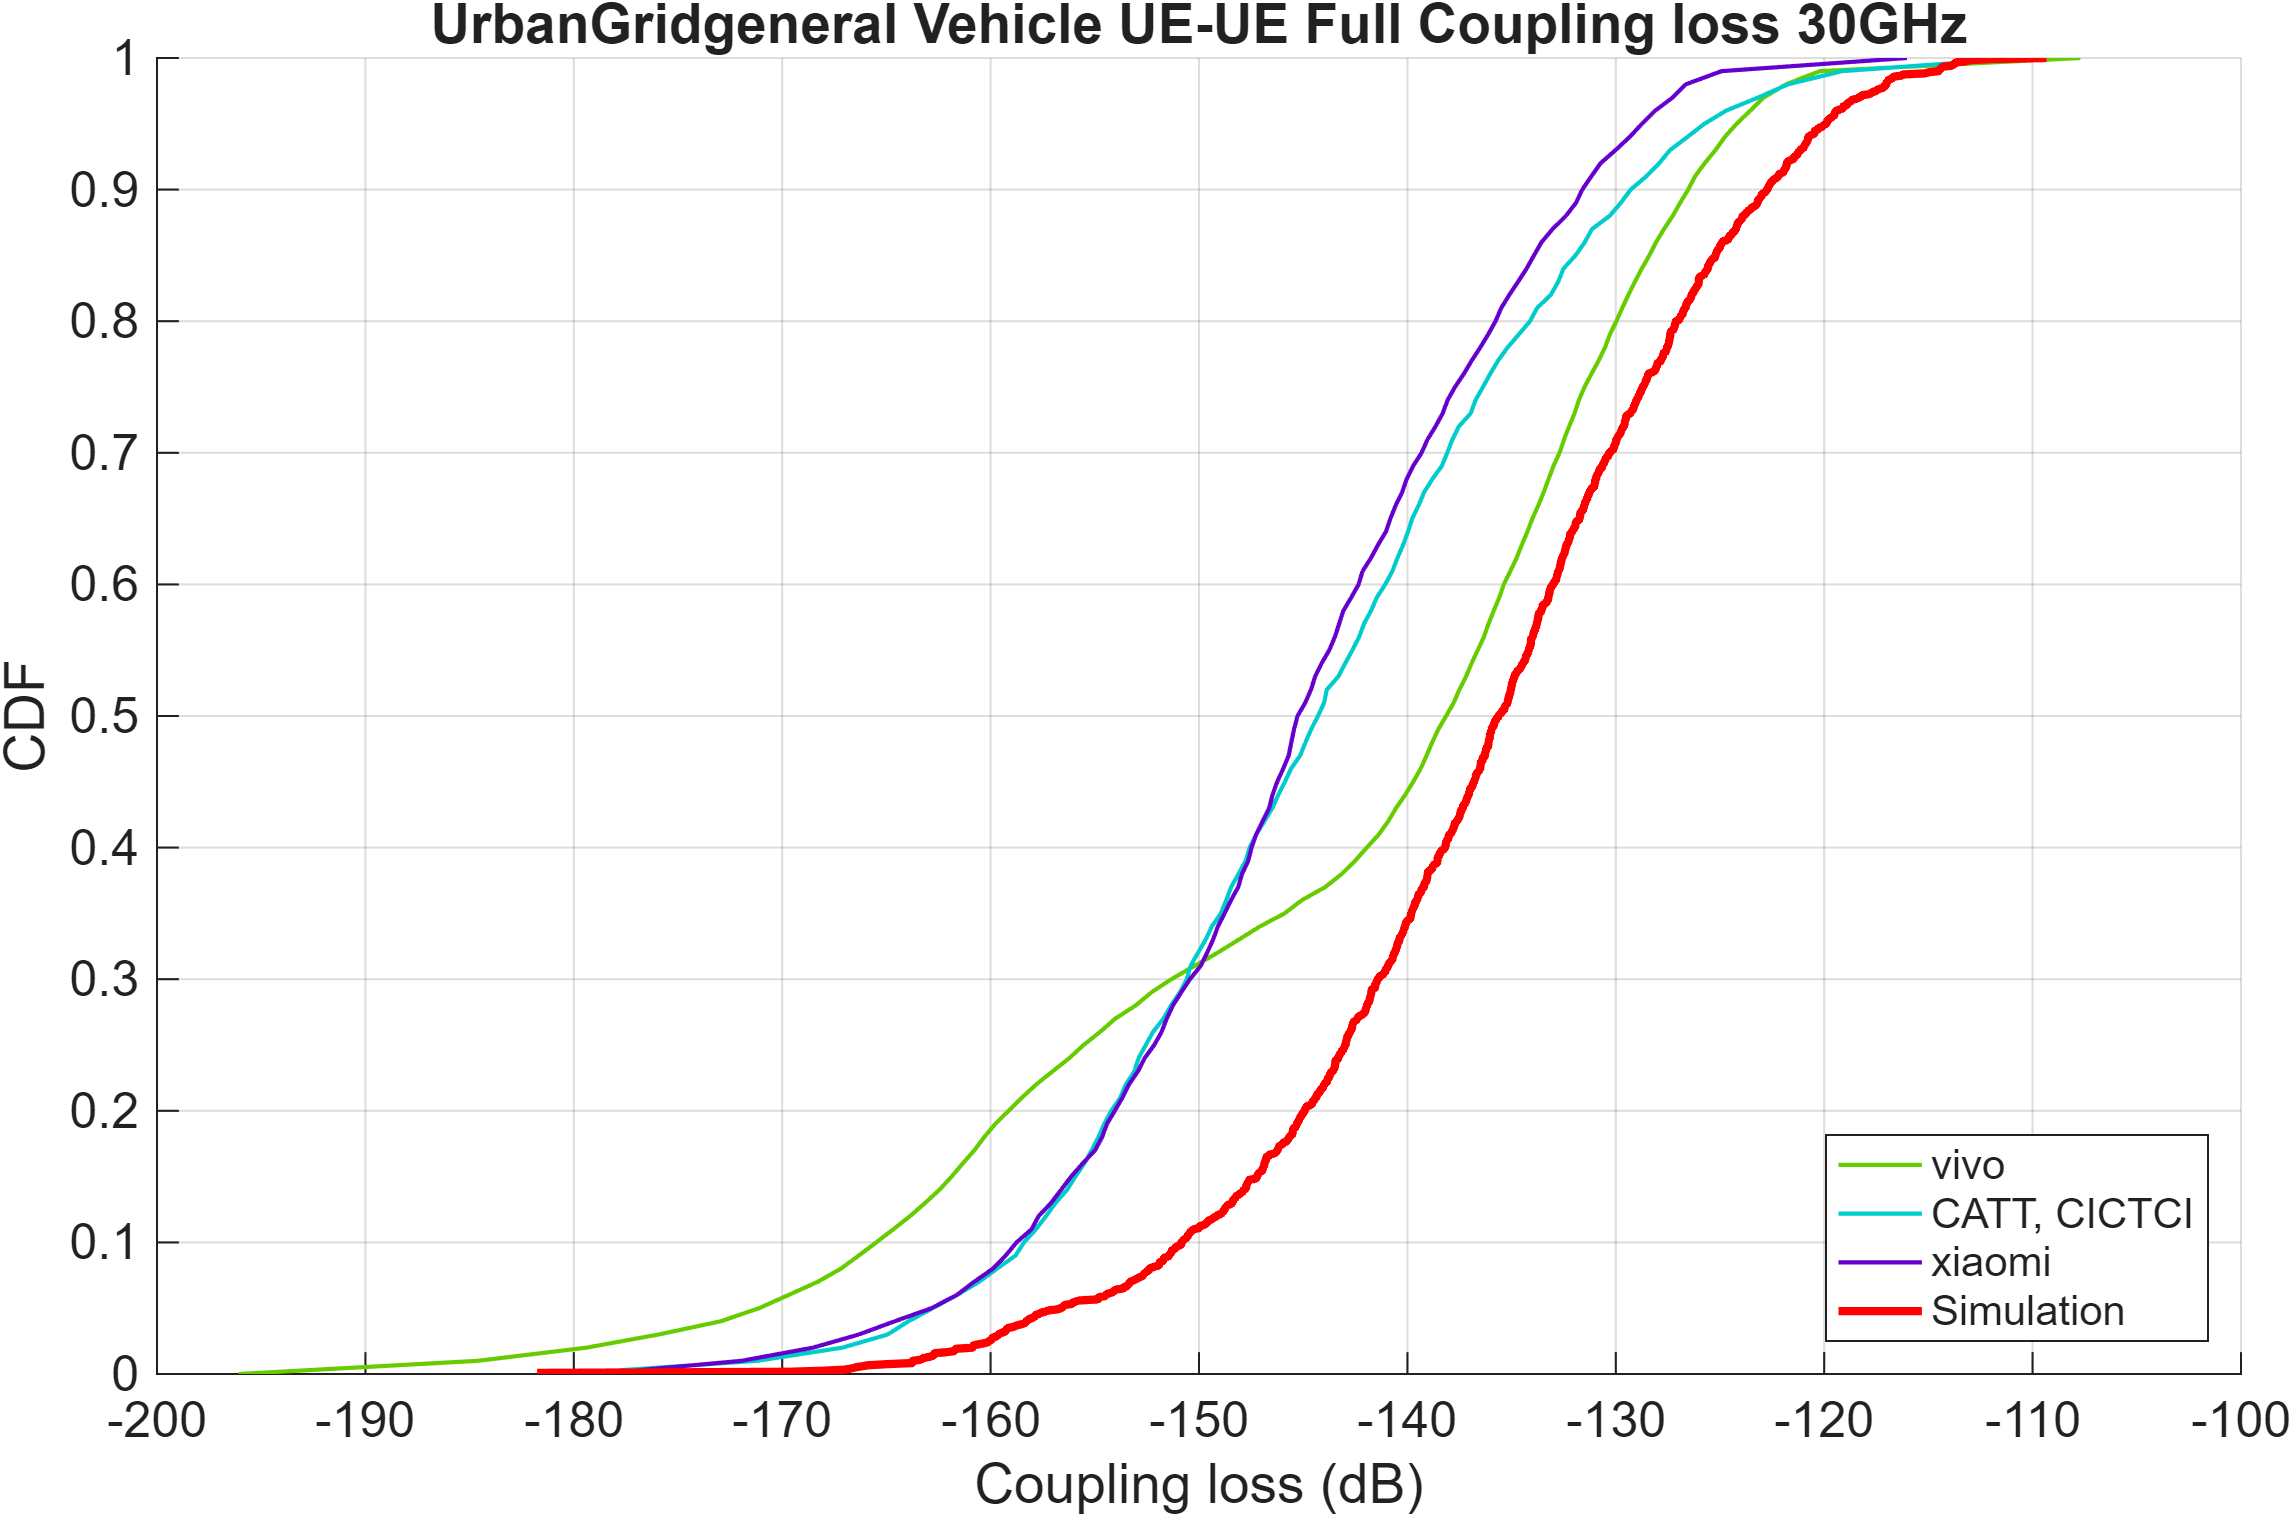 UrbanGridgeneral Vehicle UE-UE Full Coupling loss 30GHz
1
0.9
0.8
0.7
0.6
0.5
0.4
0.3
0.2
0.1
0
CDF
-200 -190 -180 -170 -160 -150 -140 -130 -120 -110 -100
Coupling loss (dB)
vivo
CATT, CICTCI
xiaomi
Simulation